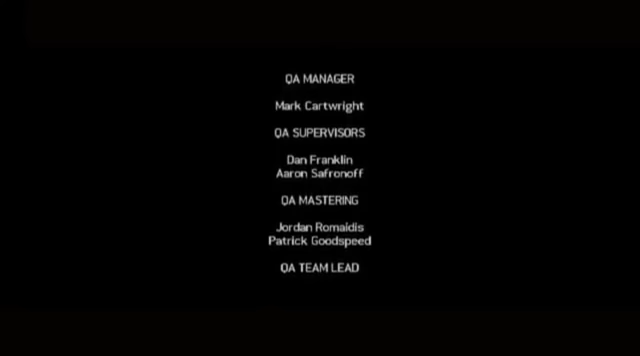 QA MANAGER
Mark Cartwright
QA SUPERVISORS
Dan Franklin
Aaron Safronoff
QA MASTERING
Jordan Romaidis
Patrick Goodspeed
QA TEAM LEAD